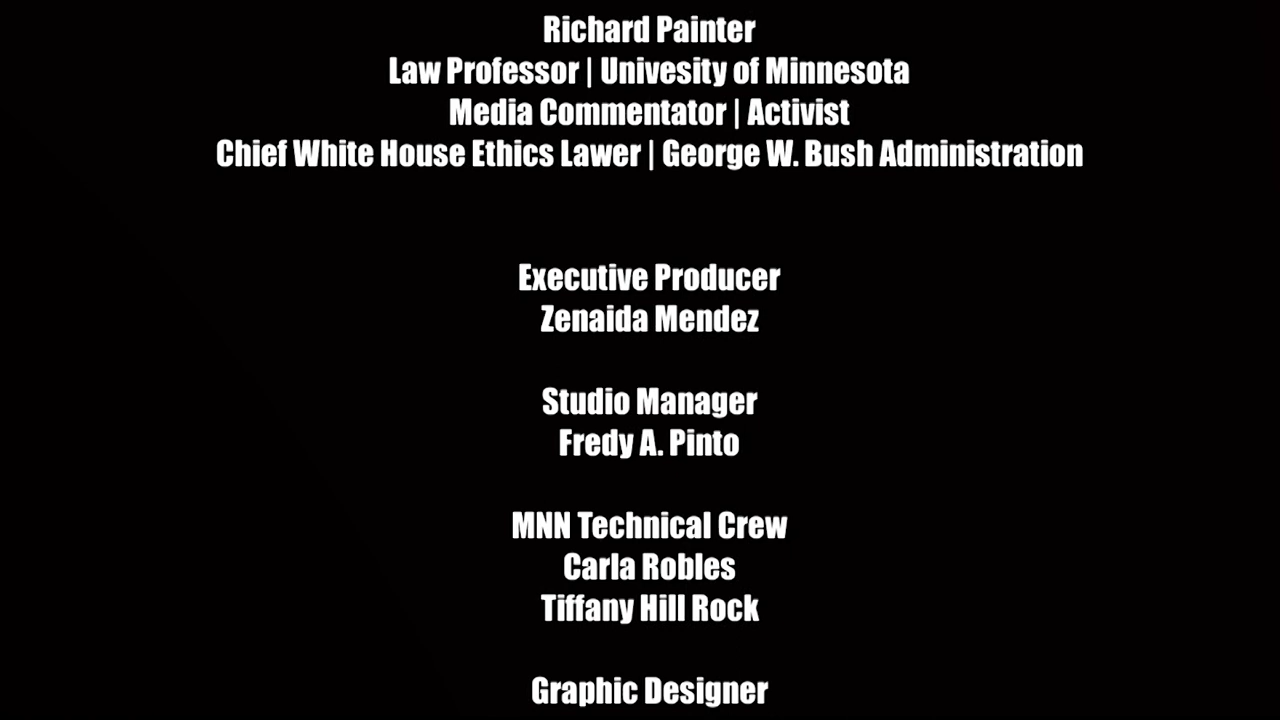 Richard Painter
Law Professor | Univesity of Minnesota
Media Commentator | Activist
Chief White House Ethics Lawer | George W. Bush Administration
Executive Producer
Zenaida Mendez
Studio Manager
Fredy A. Pinto
MNN Technical Crew
Carla Robles
Tiffany Hill Rock
Graphic Designer